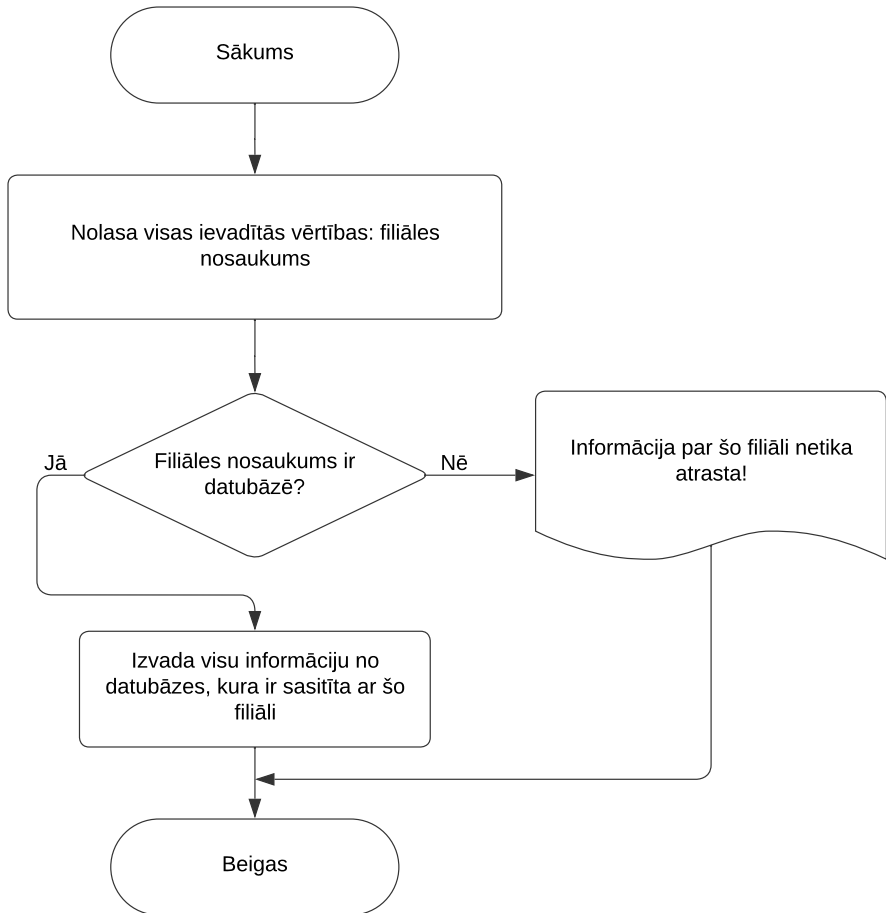 Sākums
Nolasa visas ievadītās vērtības: filiāles
nosaukums
Jā
Filiāles nosaukums ir
datubāzē?
Nē
Informācija par šo filiāli netika
atrasta!
Izvada visu informāciju no
datubāzes, kura ir sasitīta ar šo
filiāli
Beigas